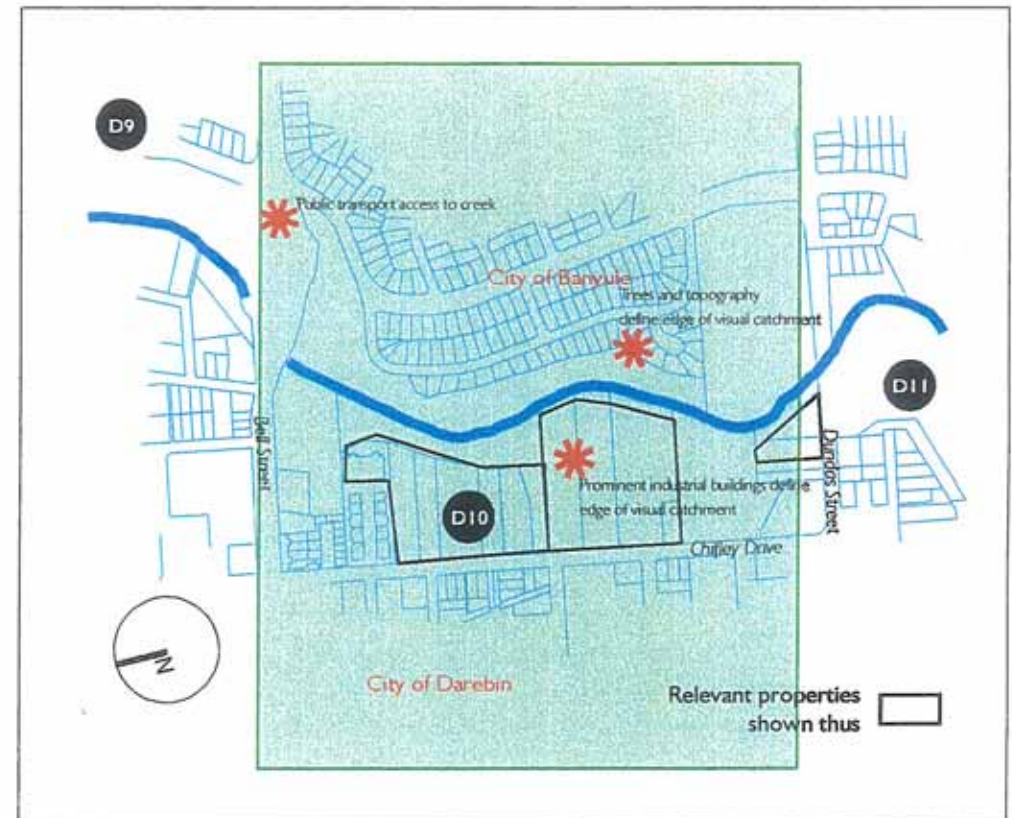 D9
Public transport access to creek
City of Banyule
Trees and topography
define edge of visual catchment
D11
Bell Street
Dundas Street
Prominent industrial buildings define
edge of visual catchment
D10
Chifley Drive
N
City of Darebin
Relevant properties
shown thus